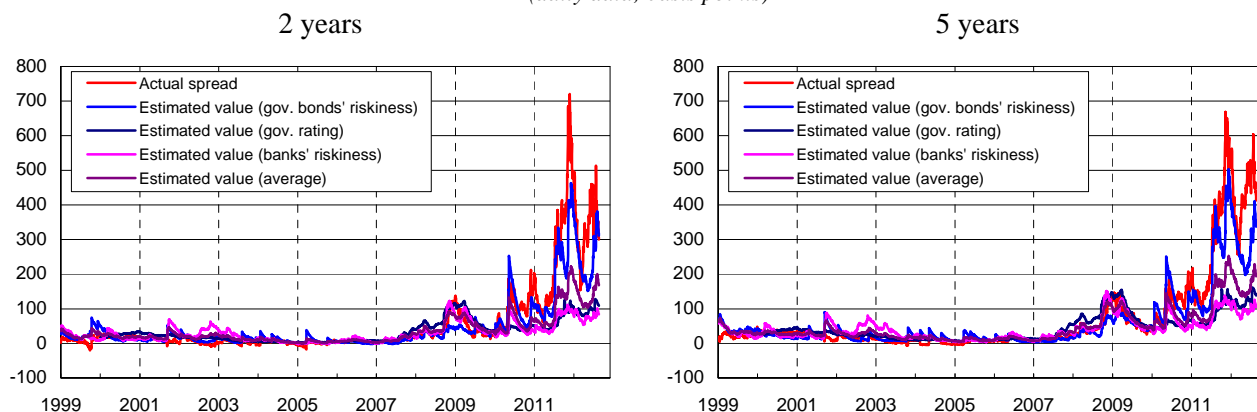 2 years
5 years
800
700
600
500
400
300
200
100
0
-100
Actual spread
Estimated value (gov. bonds' riskiness)
Estimated value (gov. rating)
Estimated value (banks' riskiness)
Estimated value (average)
1999 2001 2003 2005 2007 2009 2011
800
700
600
500
400
300
200
100
0
-100
Actual spread
Estimated value (gov. bonds' riskiness)
Estimated value (gov. rating)
Estimated value (banks' riskiness)
Estimated value (average)
1999 2001 2003 2005 2007 2009 2011